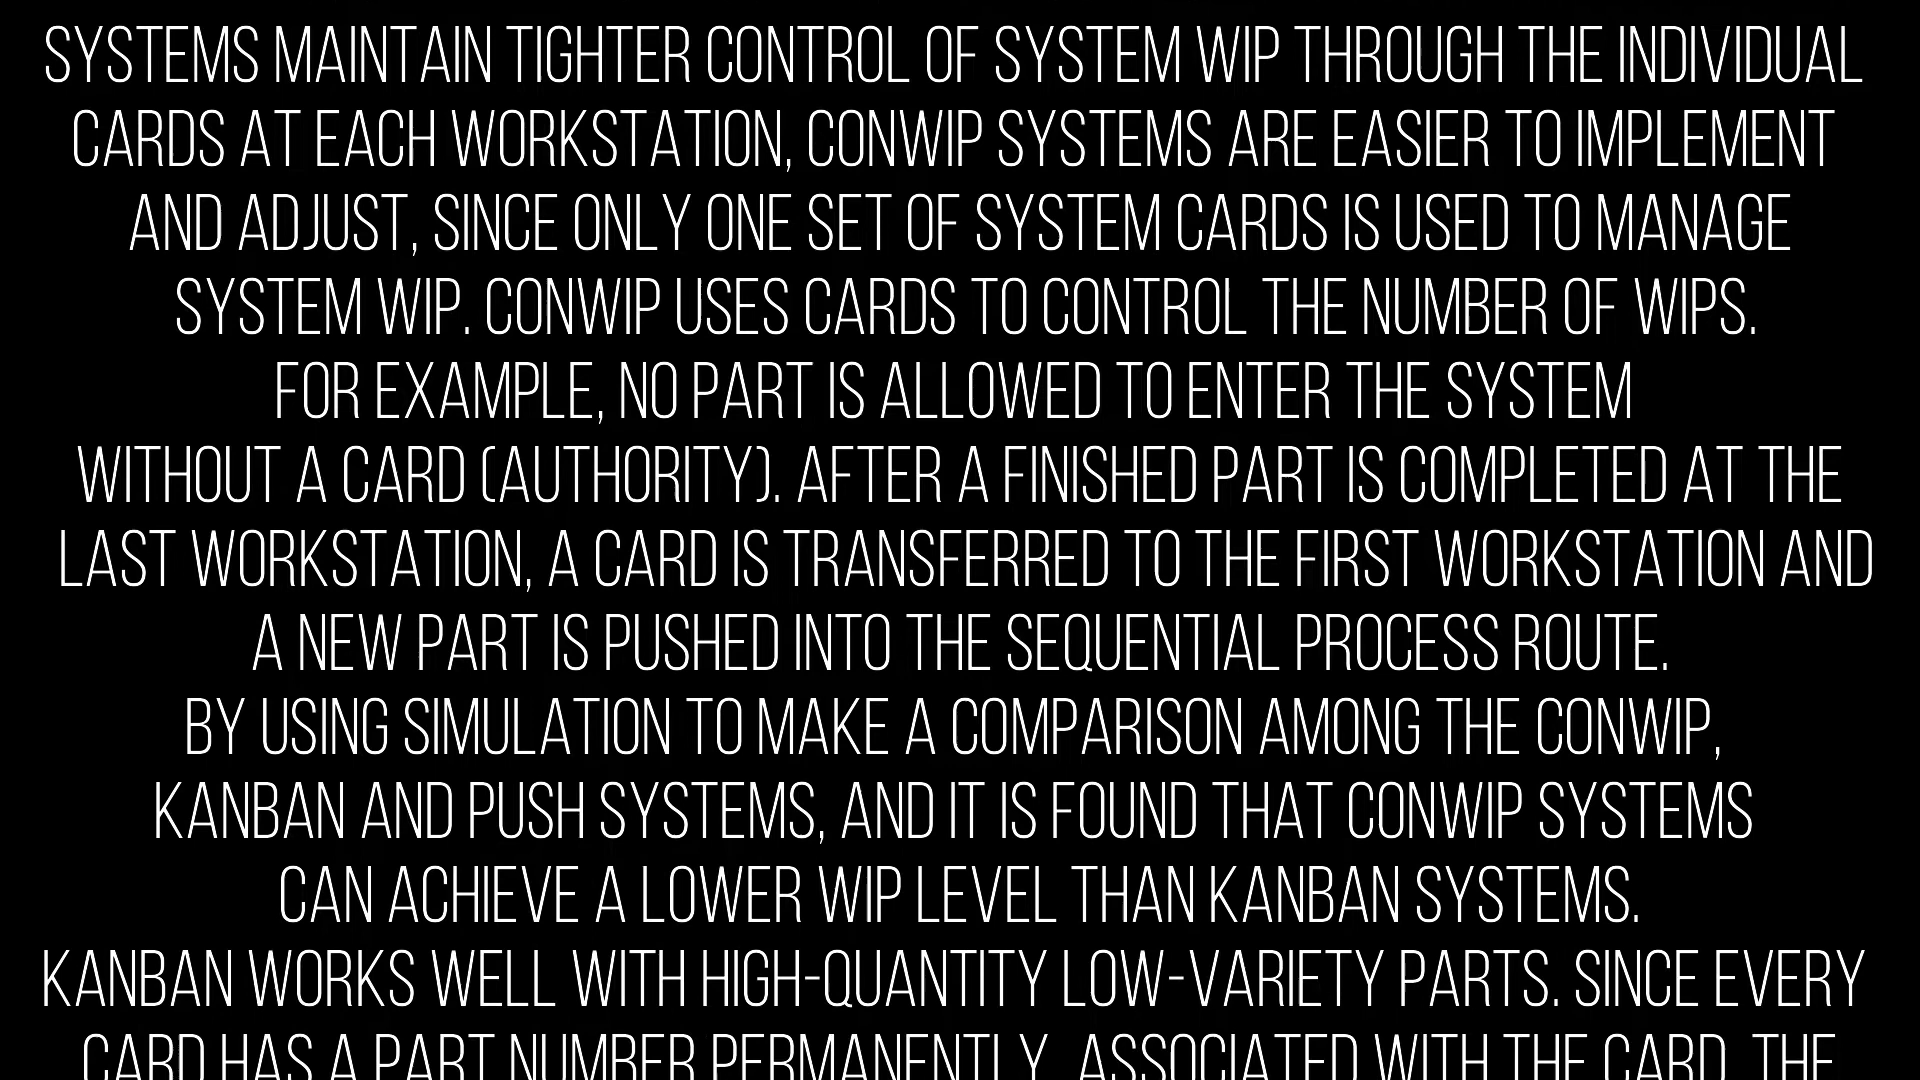 SYSTEMS MAINTAIN TIGHTER CONTROL OF SYSTEM WIP THROUGH THE INDIVIDUAL
CARDS AT EACH WORKSTATION, CONWIP SYSTEMS ARE EASIER TO IMPLEMENT
AND ADJUST, SINCE ONLY ONE SET OF SYSTEM CARDS IS USED TO MANAGE
SYSTEM WIP. CONWIP USES CARDS TO CONTROL THE NUMBER OF WIPS.
FOR EXAMPLE, NO PART IS ALLOWED TO ENTER THE SYSTEM
WITHOUT A CARD (AUTHORITY). AFTER A FINISHED PART IS COMPLETED AT THE
LAST WORKSTATION, A CARD IS TRANSFERRED TO THE FIRST WORKSTATION AND
A NEW PART IS PUSHED INTO THE SEQUENTIAL PROCESS ROUTE.
BY USING SIMULATION TO MAKE A COMPARISON AMONG THE CONWIP,
KANBAN AND PUSH SYSTEMS, AND IT IS FOUND THAT CONWIP SYSTEMS
CAN ACHIEVE A LOWER WIP LEVEL THAN KANBAN SYSTEMS.
KANBAN WORKS WELL WITH HIGH-QUANTITY LOW-VARIETY PARTS. SINCE EVERY
CARD HAS A PART NUMBER PERMANENTLY ASSOCIATED WITH THE CARD THE